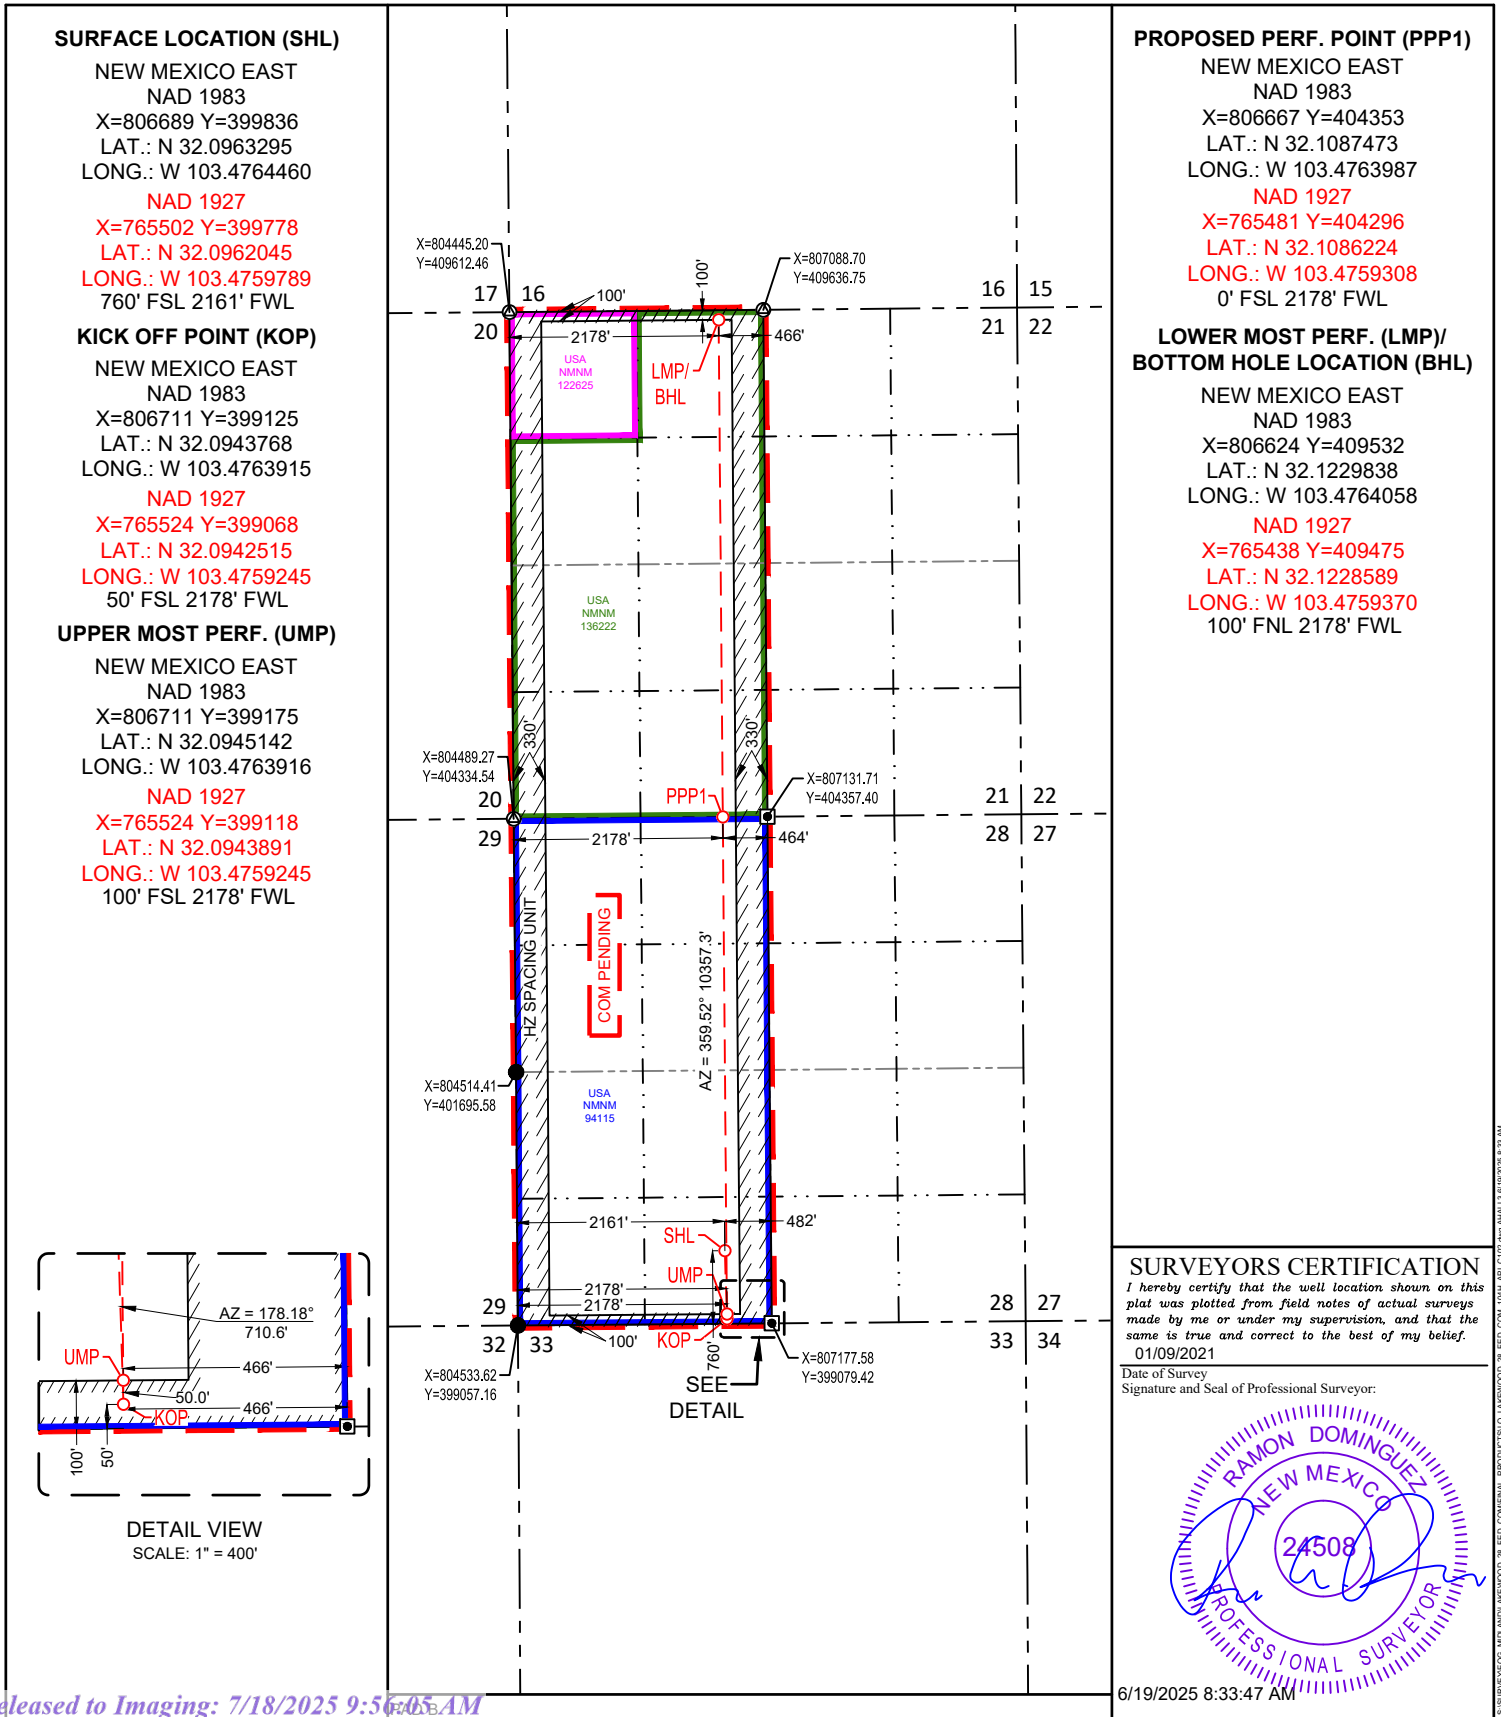 SURFACE LOCATION (SHL)
NEW MEXICO EAST
NAD 1983
X=806689 Y=399836
LAT.: N 32.0963295
LONG.: W 103.4764460
NAD 1927
X=765502 Y=399778
LAT.: N 32.0962045
LONG.: W 103.4759789
760' FSL 2161' FWL
KICK OFF POINT (KOP)
NEW MEXICO EAST
NAD 1983
X=806711 Y=399125
LAT.: N 32.0943768
LONG.: W 103.4763915
NAD 1927
X=765524 Y=399068
LAT.: N 32.0942515
LONG.: W 103.4759245
50' FSL 2178' FWL
UPPER MOST PERF. (UMP)
NEW MEXICO EAST
NAD 1983
X=806711 Y=399175
LAT.: N 32.0945142
LONG.: W 103.4763916
NAD 1927
X=765524 Y=399118
LAT.: N 32.0943891
LONG.: W 103.4759245
100' FSL 2178' FWL
AZ = 178.18°
710.6'
UMP
466'
50.0'
466'
KOP
100'
50'
DETAIL VIEW
SCALE: 1" = 400'
X=804445.20
Y=409612.46
X=807088.70
Y=409636.75
17 16
20
100'
100'
16 15
21 22
2178'
466'
USA
NMNM
122625
LMP/
BHL
USA
NMNM
136222
330'
330'
X=804489.27
Y=404334.54
X=807131.71
Y=404357.40
20
29
PPP1
21 22
28 27
2178'
464'
HZ SPACING UNIT
COM PENDING
AZ = 359.52° 10357.3'
X=804514.41
Y=401695.58
USA
NMNM
94115
2161'
482'
SHL
UMP
2178'
2178'
29
32 33
28 27
33 34
100'
KOP
760'
X=804533.62
Y=399057.16
X=807177.58
Y=399079.42
SEE
DETAIL
PROPOSED PERF. POINT (PPP1)
NEW MEXICO EAST
NAD 1983
X=806667 Y=404353
LAT.: N 32.1087473
LONG.: W 103.4763987
NAD 1927
X=765481 Y=404296
LAT.: N 32.1086224
LONG.: W 103.4759308
0' FSL 2178' FWL
LOWER MOST PERF. (LMP)/
BOTTOM HOLE LOCATION (BHL)
NEW MEXICO EAST
NAD 1983
X=806624 Y=409532
LAT.: N 32.1229838
LONG.: W 103.4764058
NAD 1927
X=765438 Y=409475
LAT.: N 32.1228589
LONG.: W 103.4759370
100' FNL 2178' FWL
SURVEYORS CERTIFICATION
I hereby certify that the well location shown on this
plat was plotted from field notes of actual surveys
made by me or under my supervision, and that the
same is true and correct to the best of my belief.
01/09/2021
Date of Survey
Signature and Seal of Professional Surveyor:
RAMON DOMINGUEZ
NEW MEXICO
24508
PROFESSIONAL SURVEYOR
6/19/2025 8:33:47 AM
eleased to Imaging: 7/18/2025 9:56:05 AM